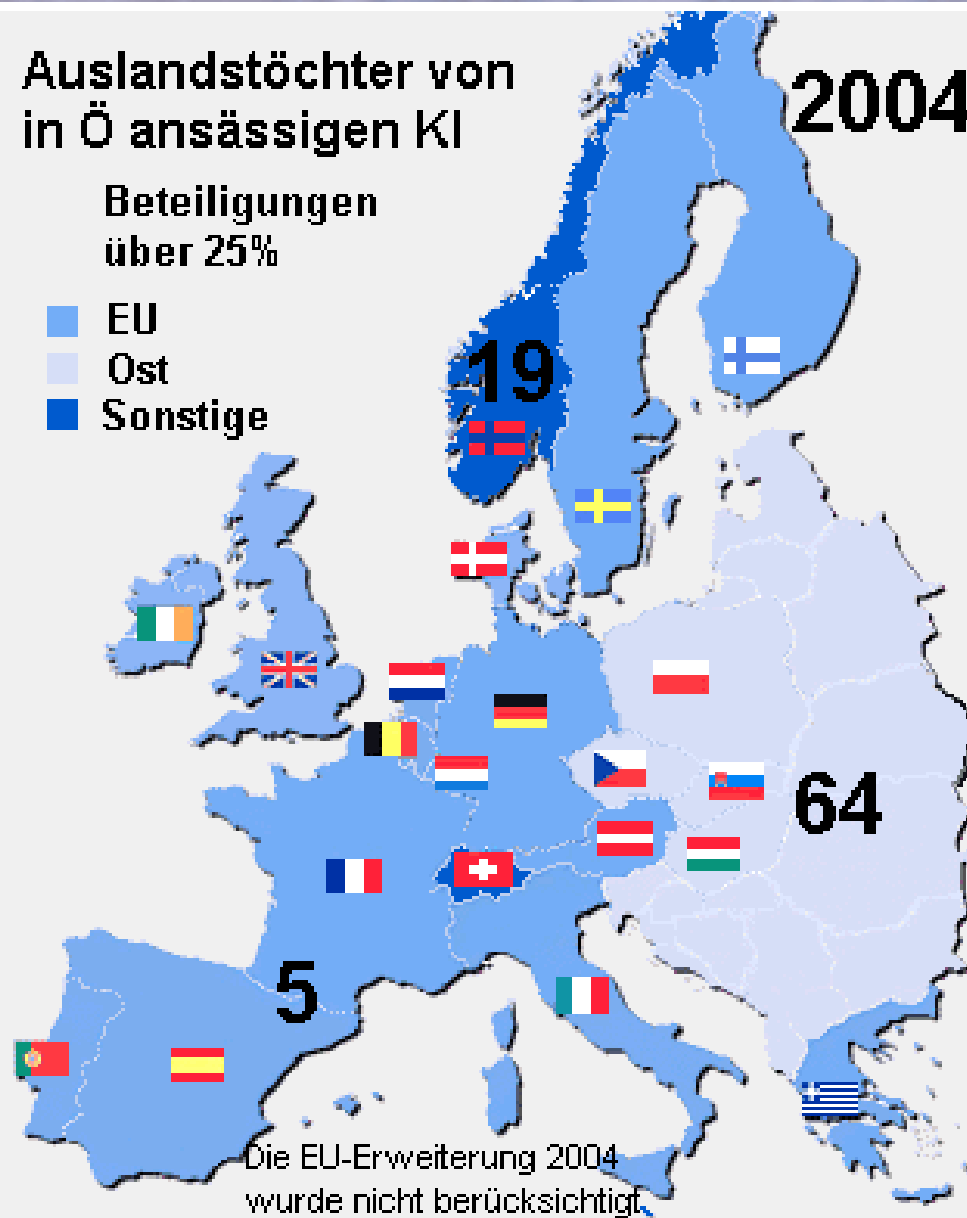 Auslandstöchter von
in Ö ansässigen KI
2004
Beteiligungen
über 25%
EU
Ost
Sonstige
19
64
5
Die EU-Erweiterung 2004
wurde nicht berücksichtigt.